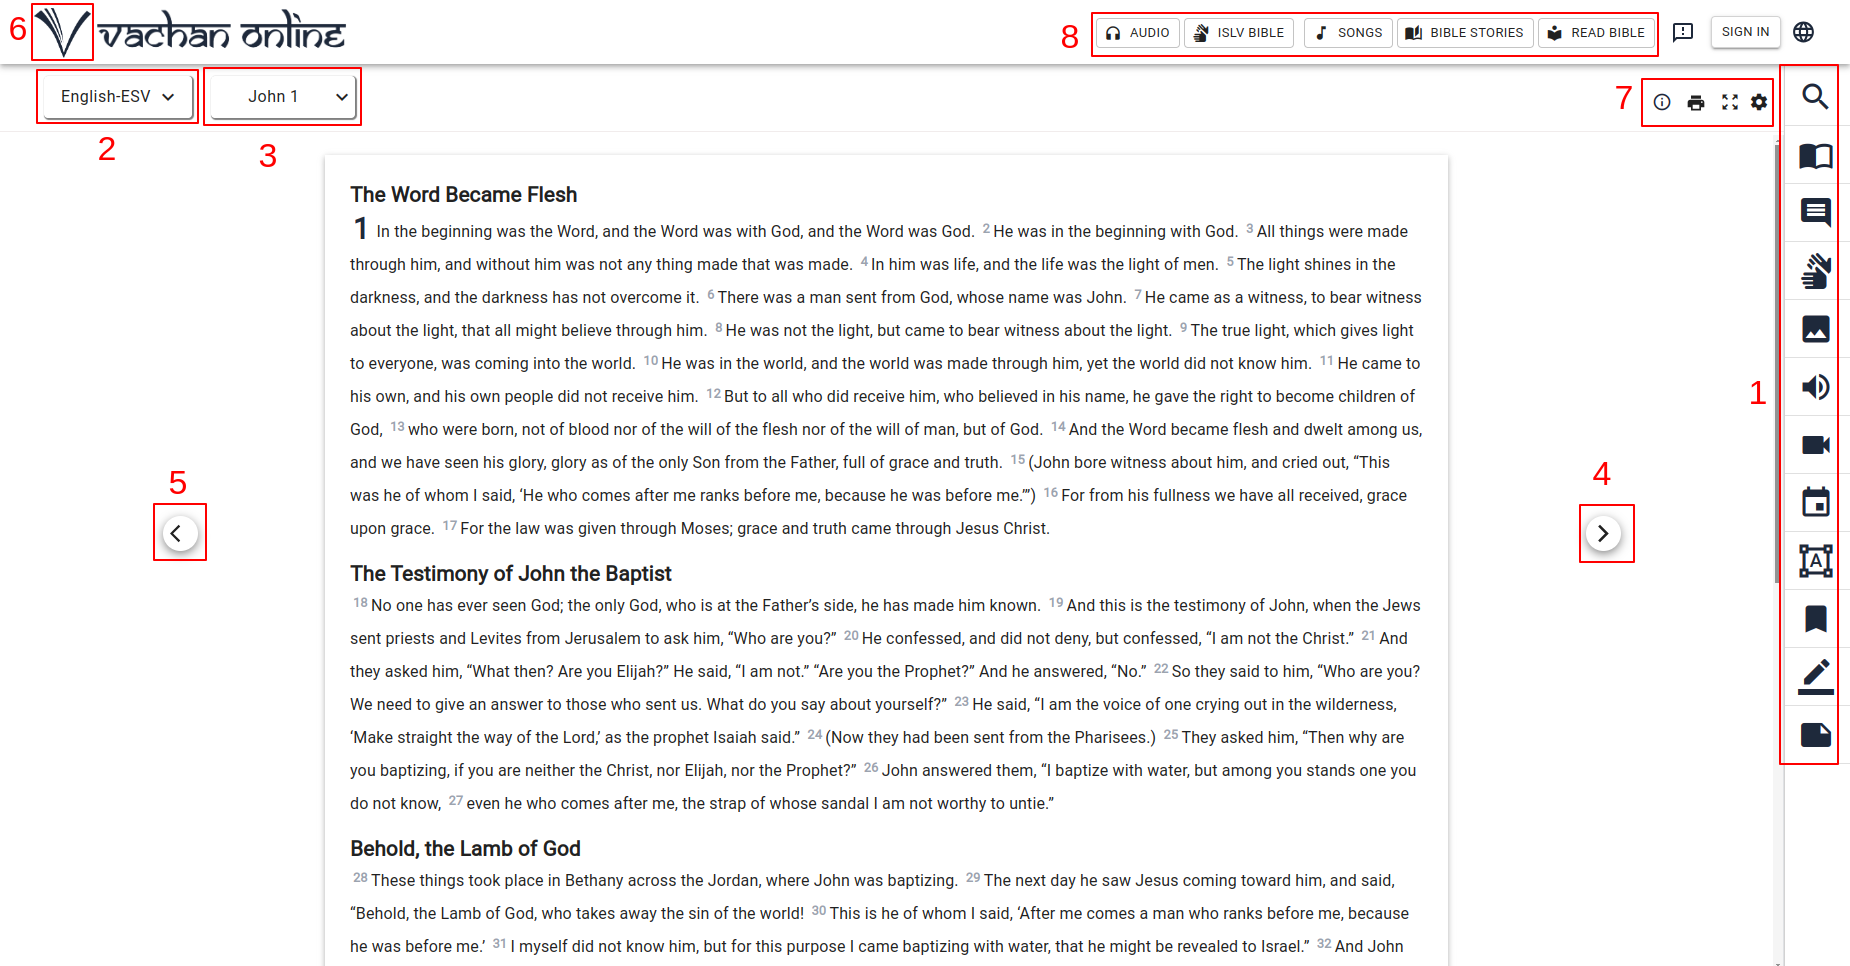 6
vachan online
8
AUDIO
ISLV BIBLE
SONGS
BIBLE STORIES
READ BIBLE
SIGN IN
English-ESV
John 1
7
2
3
The Word Became Flesh
1 In the beginning was the Word, and the Word was with God, and the Word was God. 2 He was in the beginning with God. 3 All things were made
through him, and without him was not any thing made that was made. 4 In him was life, and the life was the light of men. 5 The light shines in the
darkness, and the darkness has not overcome it. 6 There was a man sent from God, whose name was John. 7 He came as a witness, to bear witness
about the light, that all might believe through him. 8 He was not the light, but came to bear witness about the light. 9 The true light, which gives light
to everyone, was coming into the world. 10 He was in the world, and the world was made through him, yet the world did not know him. 11 He came to
his own, and his own people did not receive him. 12 But to all who did receive him, who believed in his name, he gave the right to become children of
1
God, 13 who were born, not of blood nor of the will of the flesh nor of the will of man, but of God. 14 And the Word became flesh and dwelt among us,
and we have seen his glory, glory as of the only Son from the Father, full of grace and truth. 15 (John bore witness about him, and cried out, “This
was he of whom I said, ‘He who comes after me ranks before me, because he was before me.’”) 16 For from his fullness we have all received, grace
upon grace. 17 For the law was given through Moses; grace and truth came through Jesus Christ.
5
4
The Testimony of John the Baptist
18 No one has ever seen God; the only God, who is at the Father’s side, he has made him known. 19 And this is the testimony of John, when the Jews
sent priests and Levites from Jerusalem to ask him, “Who are you?” 20 He confessed, and did not deny, but confessed, “I am not the Christ.” 21 And
they asked him, “What then? Are you Elijah?” He said, “I am not.” “Are you the Prophet?” And he answered, “No.” 22 So they said to him, “Who are you?
We need to give an answer to those who sent us. What do you say about yourself?” 23 He said, “I am the voice of one crying out in the wilderness,
‘Make straight the way of the Lord,’ as the prophet Isaiah said.” 24 (Now they had been sent from the Pharisees.) 25 They asked him, “Then why are
you baptizing, if you are neither the Christ, nor Elijah, nor the Prophet?” 26 John answered them, “I baptize with water, but among you stands one you
do not know, 27 even he who comes after me, the strap of whose sandal I am not worthy to untie.”
A
Behold, the Lamb of God
28 These things took place in Bethany across the Jordan, where John was baptizing. 29 The next day he saw Jesus coming toward him, and said,
“Behold, the Lamb of God, who takes away the sin of the world! 30 This is he of whom I said, ‘After me comes a man who ranks before me, because
he was before me.’ 31 I myself did not know him, but for this purpose I came baptizing with water, that he might be revealed to Israel.” 32 And John